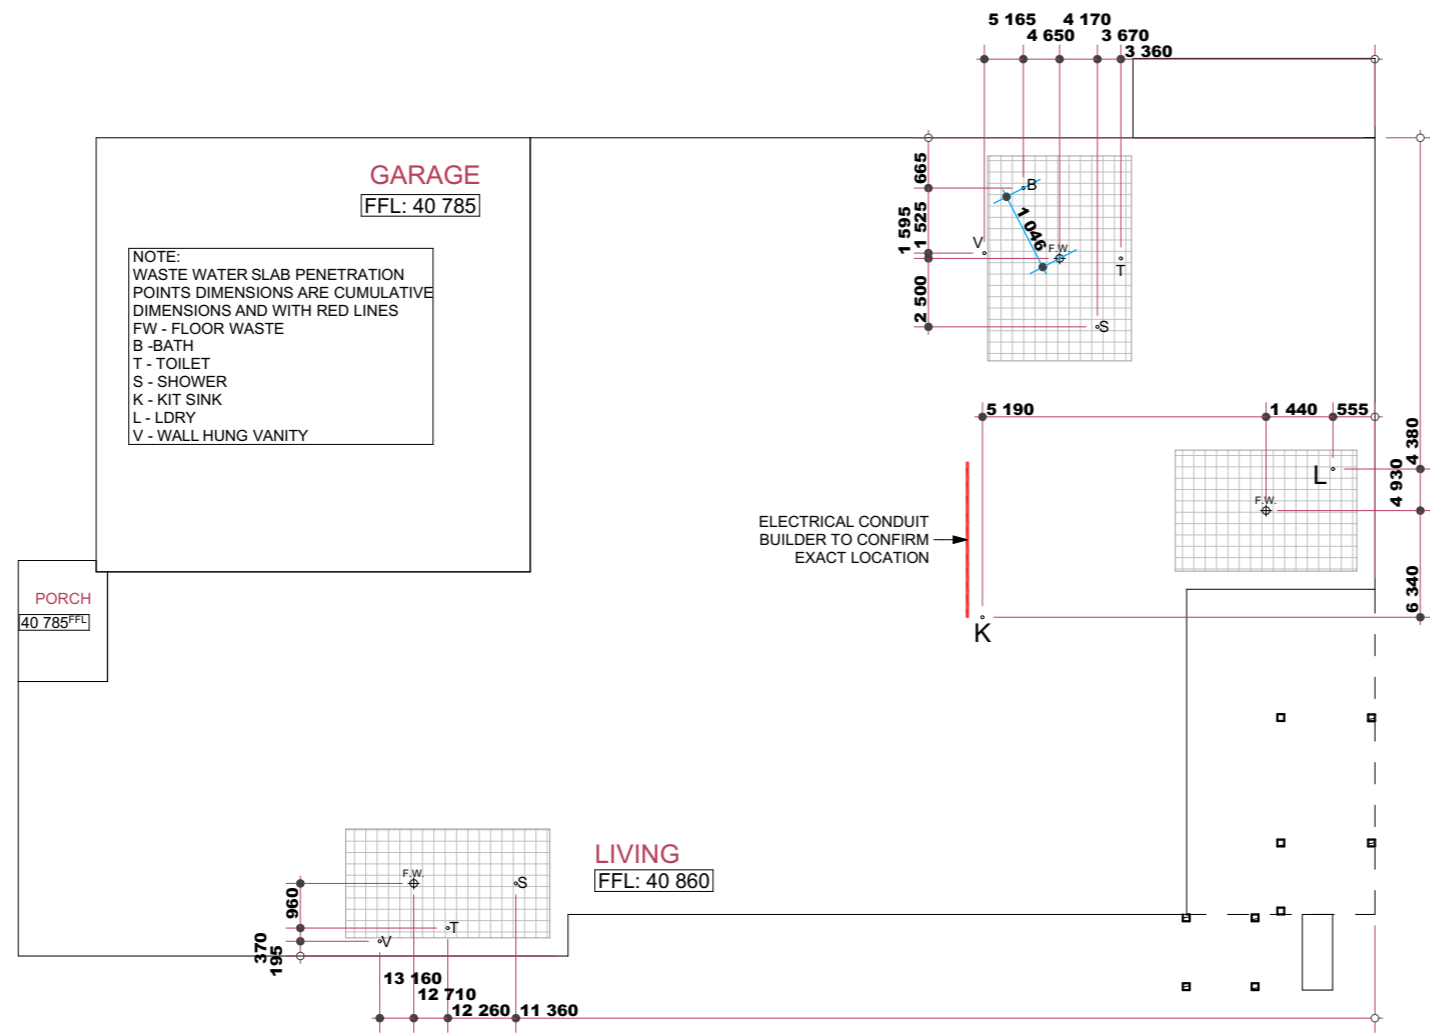 5 165
4 170
4 650
3 670
3 360
GARAGE
FFL: 40 785
NOTE:
WASTE WATER SLAB PENETRATION
POINTS DIMENSIONS ARE CUMULATIVE
DIMENSIONS AND WITH RED LINES
FW - FLOOR WASTE
B -BATH
T - TOILET
S - SHOWER
K - KIT SINK
L - LDRY
V - WALL HUNG VANITY
665
1 595
1 525
2 500
B
1 046
V
F.W.
T
S
5 190
1 440
555
4 380
4 930
6 340
L
F.W.
ELECTRICAL CONDUIT
BUILDER TO CONFIRM
EXACT LOCATION
K
PORCH
40 785FFL
LIVING
FFL: 40 860
F.W.
S
T
V
960
370
195
13 160
12 710
12 260
11 360